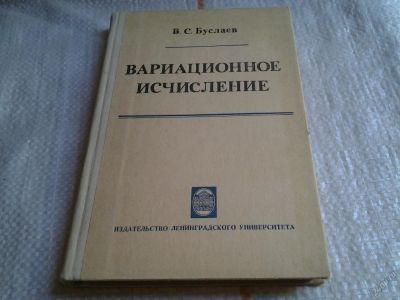 В. С. Буслаев
ВАРИАЦИОННОЕ
ИСЧИСЛЕНИЕ
ИЗДАТЕЛЬСТВО ЛЕНИНГРАДСКОГО УНИВЕРСИТЕТА